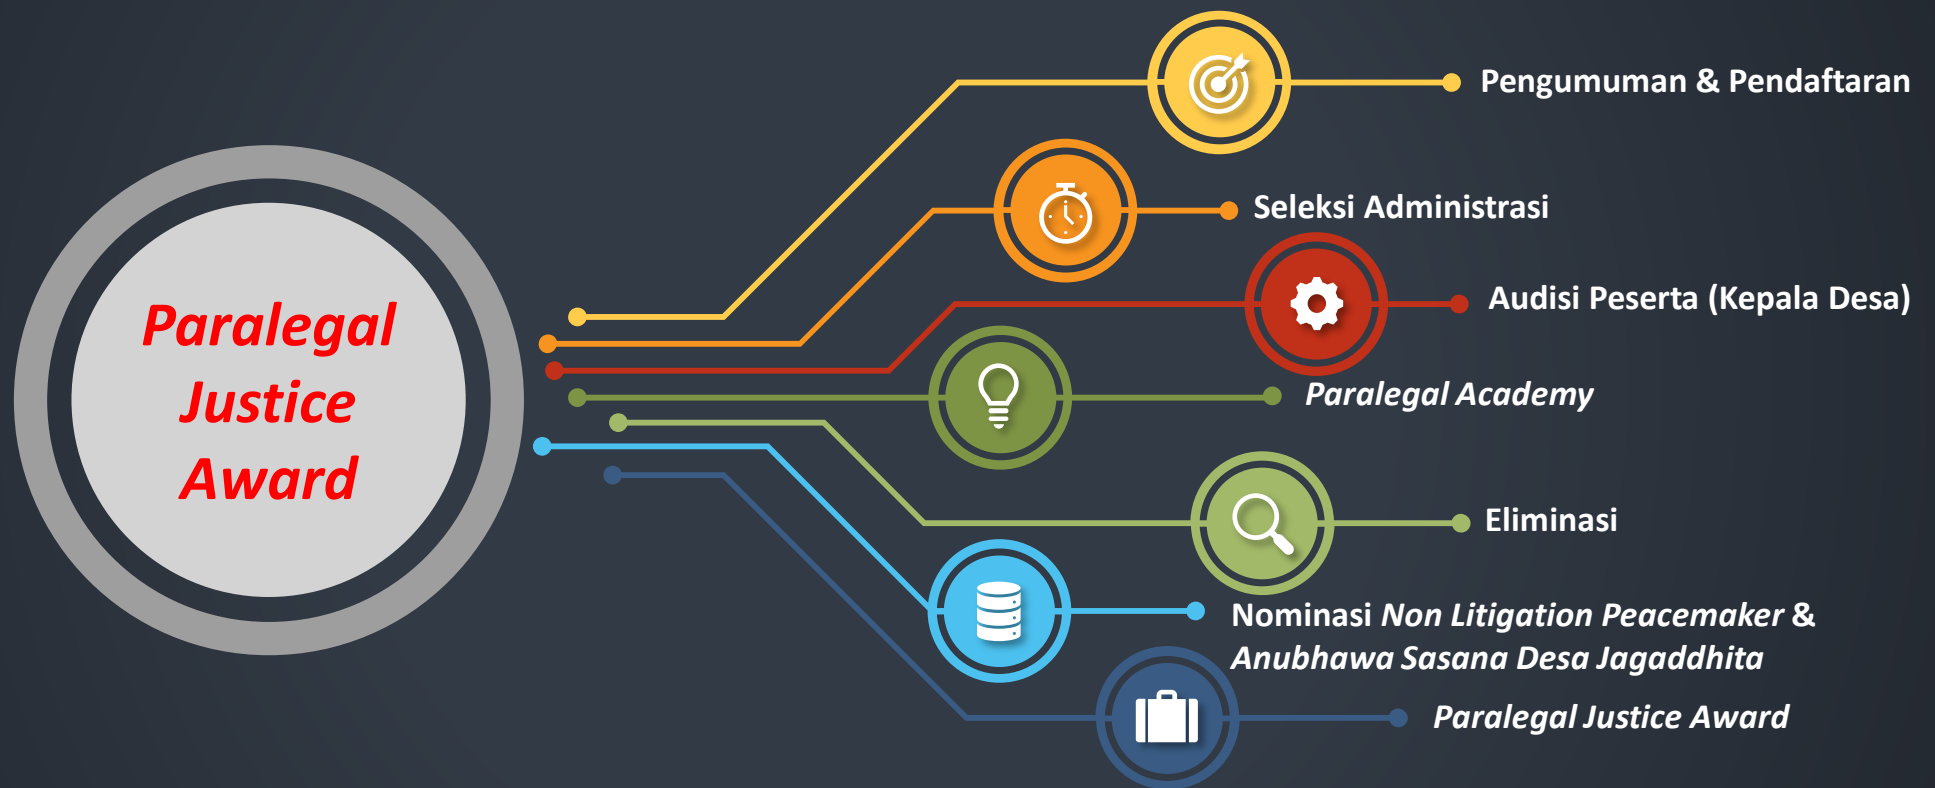 Paralegal
Justice
Award
Pengumuman & Pendaftaran
Seleksi Administrasi
Audisi Peserta (Kepala Desa)
Paralegal Academy
Eliminasi
Nominasi Non Litigation Peacemaker &
Anubhawa Sasana Desa Jagaddhita
Paralegal Justice Award